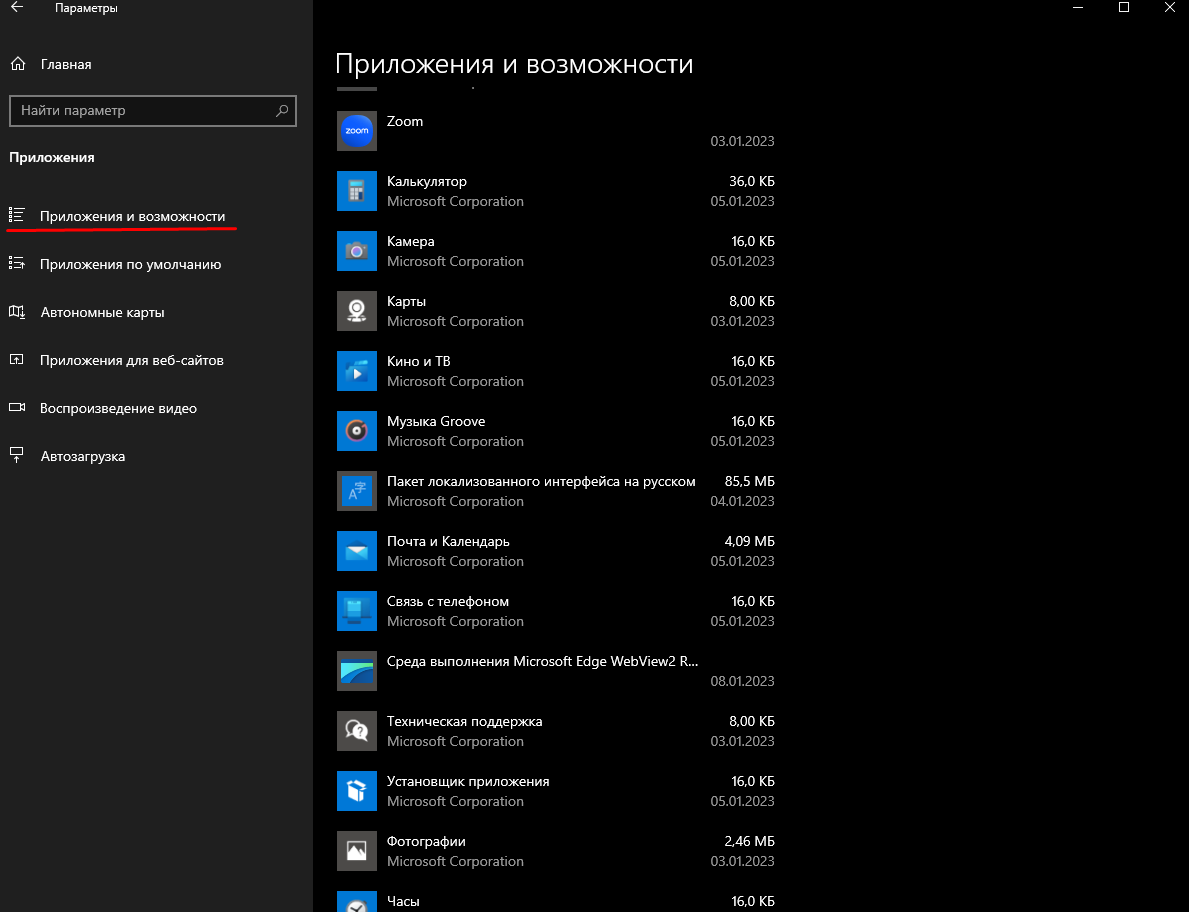 Параметры
Главная
Найти параметр
Приложения
Приложения и возможности
Приложения по умолчанию
Автономные карты
Приложения для веб-сайтов
Воспроизведение видео
Автозагрузка
Приложения и возможности
zoom
Zoom
03.01.2023
Калькулятор 36,0 КБ
Microsoft Corporation 05.01.2023
Камера 16,0 КБ
Microsoft Corporation 05.01.2023
Карты 8,00 КБ
Microsoft Corporation 03.01.2023
Кино и ТВ 16,0 КБ
Microsoft Corporation 05.01.2023
Музыка Groove 16,0 КБ
Microsoft Corporation 05.01.2023
Пакет локализованного интерфейса на русском 85,5 МБ
Microsoft Corporation 04.01.2023
Почта и Календарь 4,09 МБ
Microsoft Corporation 05.01.2023
Связь с телефоном 16,0 КБ
Microsoft Corporation 05.01.2023
Среда выполнения Microsoft Edge WebView2 R...
08.01.2023
Техническая поддержка 8,00 КБ
Microsoft Corporation 03.01.2023
Установщик приложения 16,0 КБ
Microsoft Corporation 05.01.2023
Фотографии 2,46 МБ
Microsoft Corporation 03.01.2023
Часы 16,0 КБ